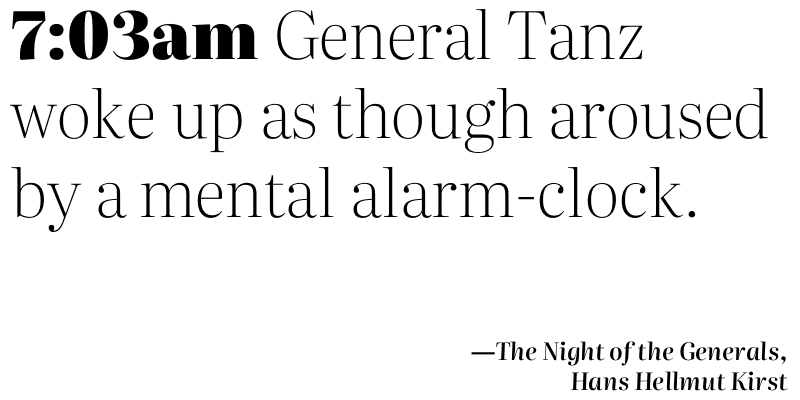 7:03am General Tanz
woke up as though aroused
by a mental alarm-clock.
—The Night of the Generals,
Hans Hellmut Kirst